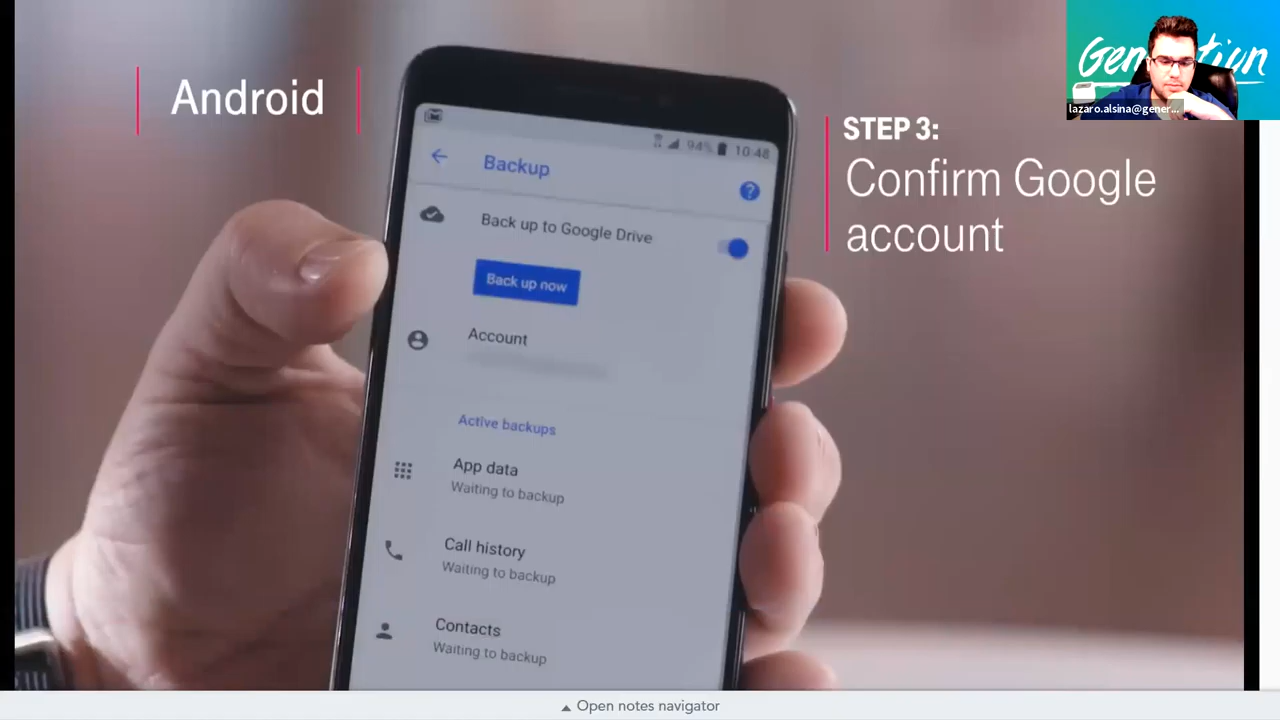 Android
STEP 3:
Confirm Google
account
94% 10:48
Backup
Back up to Google Drive
Back up now
Account
Active backups
App data
Waiting to backup
Call history
Waiting to backup
Contacts
Waiting to backup
lazaro.alsina@gener...
Open notes navigator